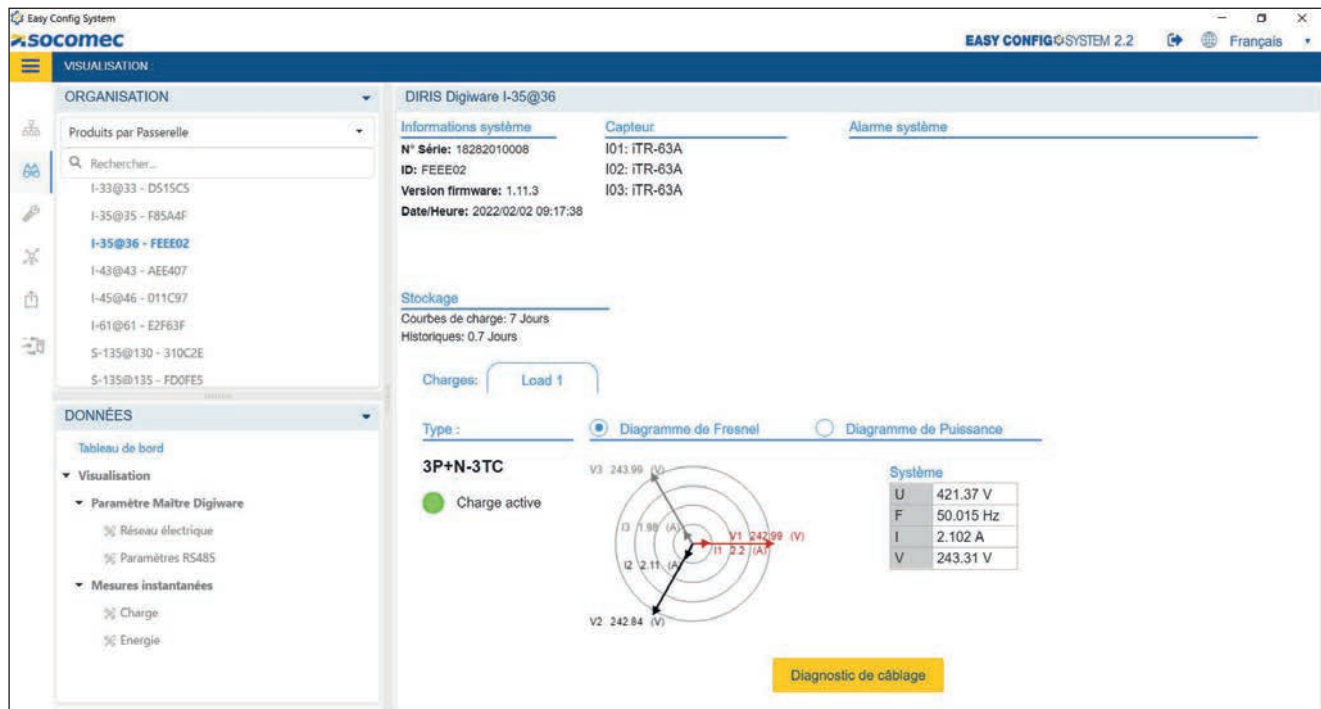 Easy Config System
socomec
EASY CONFIG SYSTEM 2.2
Français
VISUALISATION :
ORGANISATION
Produits par Passerelle
Rechercher...
I-33@33 - D515C5
I-35@35 - F85A4F
I-35@36 - FEEE02
I-43@43 - AEE407
I-45@46 - 011C97
I-61@61 - E2F63F
S-135@130 - 310C2E
S-135@135 - FD0FE5
DONNÉES
Tableau de bord
Visualisation
Paramètre Maître Digiware
Réseau électrique
Paramètres RS485
Mesures instantanées
Charge
Energie
DIRIS Digiware I-35@36
Informations système
N° Série: 18282010008
ID: FEEE02
Version firmware: 1.11.3
Date/Heure: 2022/02/02 09:17:38
Capteur
I01: iTR-63A
I02: iTR-63A
I03: iTR-63A
Alarme système
Stockage
Courbes de charge: 7 Jours
Historiques: 0.7 Jours
Charges:
Load 1
Type :
Diagramme de Fresnel
Diagramme de Puissance
3P+N-3TC
Charge active
V3 243.99 (V)
I3 1.98 (A)
V1 242.99 (V)
I1 2.2 (A)
I2 2.11 (A)
V2 242.84 (V)
Système
U 421.37 V
F 50.015 Hz
I 2.102 A
V 243.31 V
Diagnostic de câblage